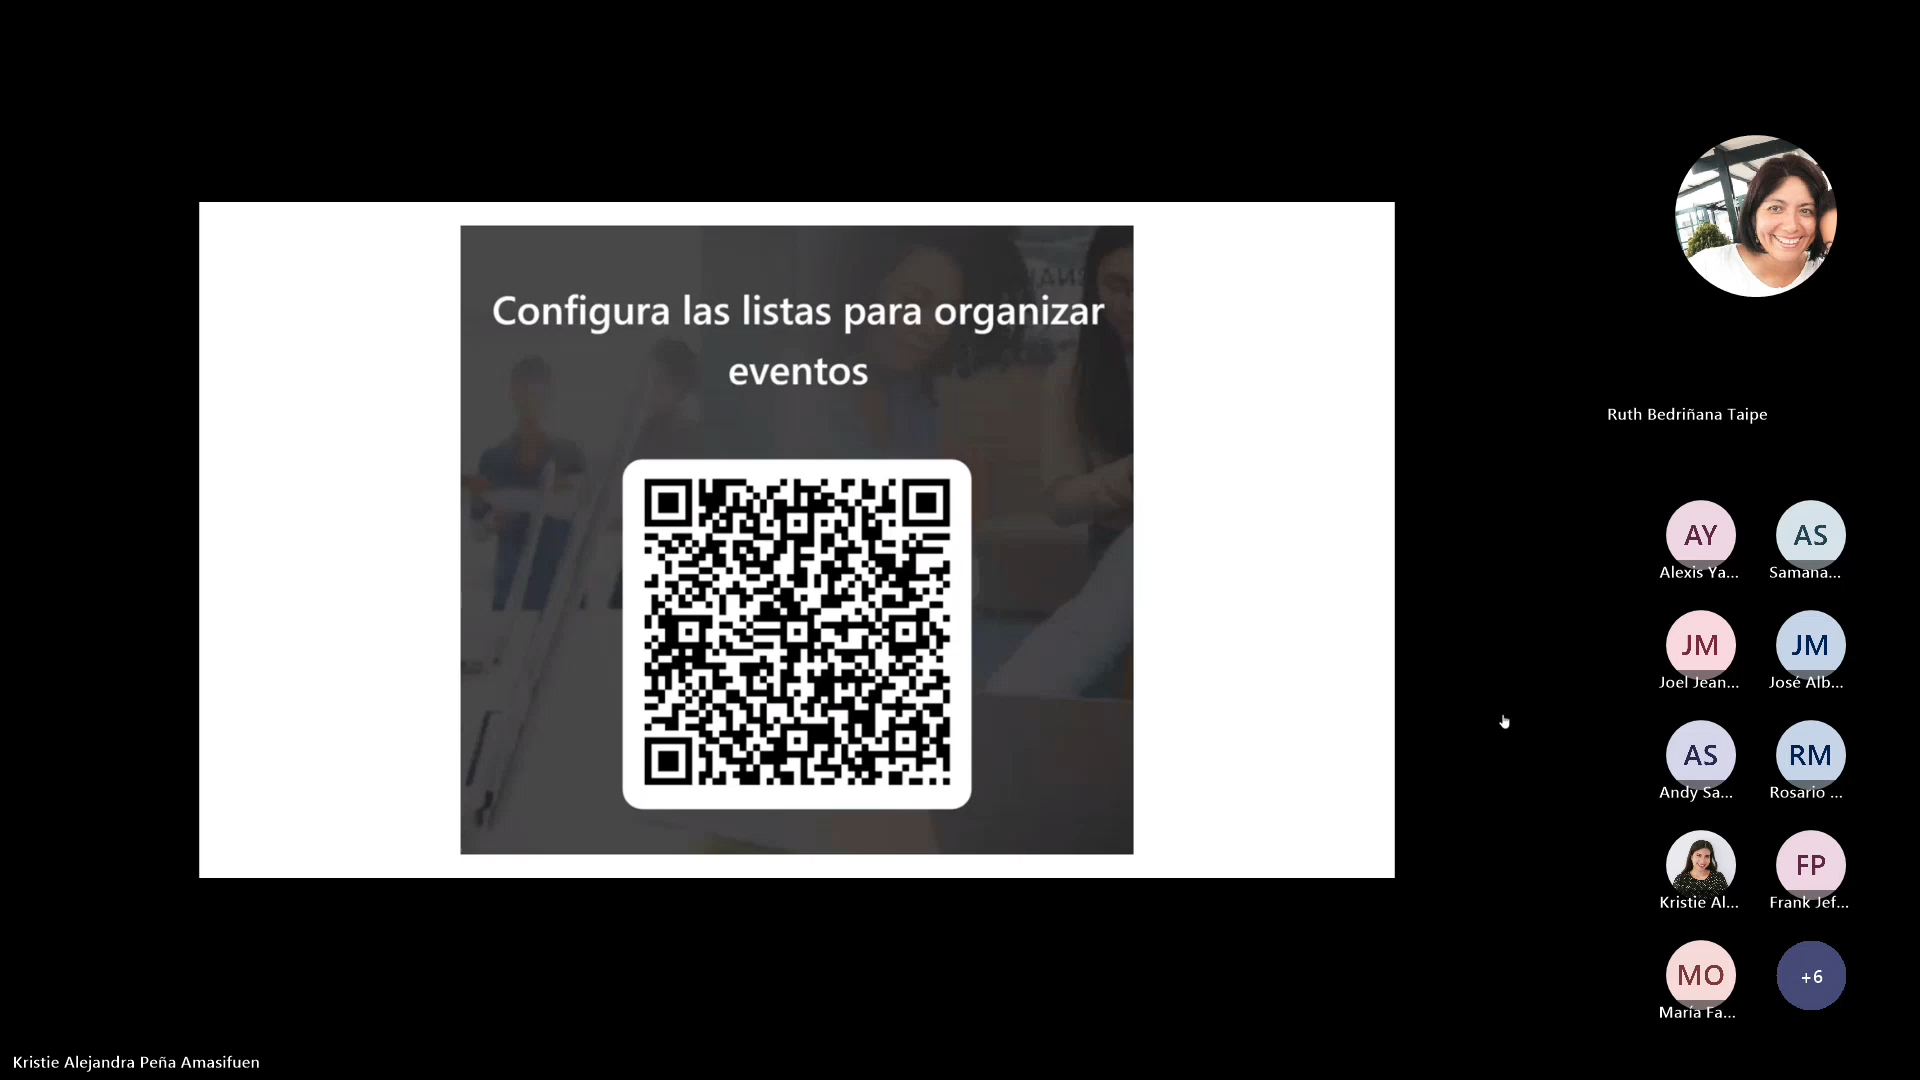 Configura las listas para organizar
eventos
Ruth Bedriñana Taipe
AY
AS
Alexis Ya...
Samana...
JM
JM
Joel Jean...
José Alb...
AS
RM
Andy Sa...
Rosario ...
FP
Kristie Al...
Frank Jef...
MO
+6
María Fa...
Kristie Alejandra Peña Amasifuen